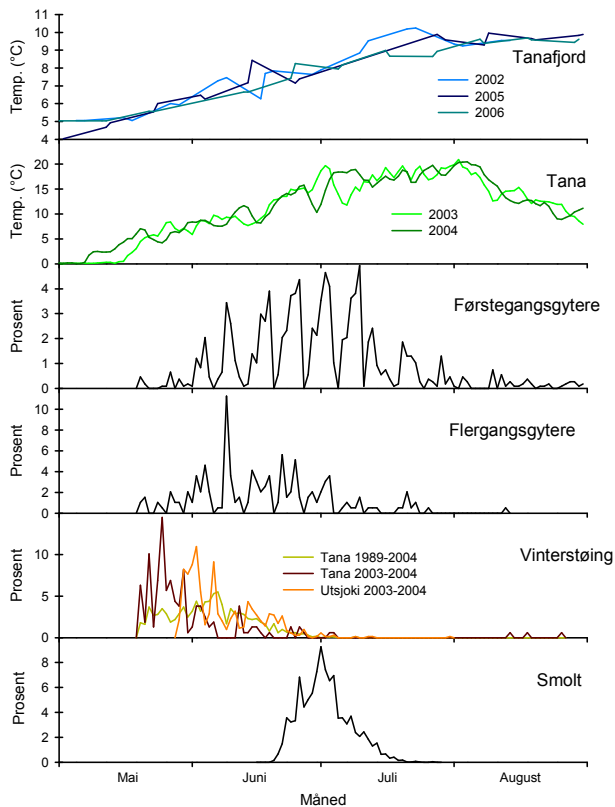 11
10
9
8
7
6
5
4
Temp. (°C)
Tanafjord
2002
2005
2006
20
15
10
5
0
Temp. (°C)
Tana
2003
2004
4
3
2
1
0
Prosent
Førstegangsgytere
10
8
6
4
2
0
Prosent
Flergangsgytere
10
5
0
Prosent
Vinterstøing
Tana 1989-2004
Tana 2003-2004
Utsjoki 2003-2004
8
6
4
2
0
Prosent
Smolt
Mai
Juni
Juli
August
Måned